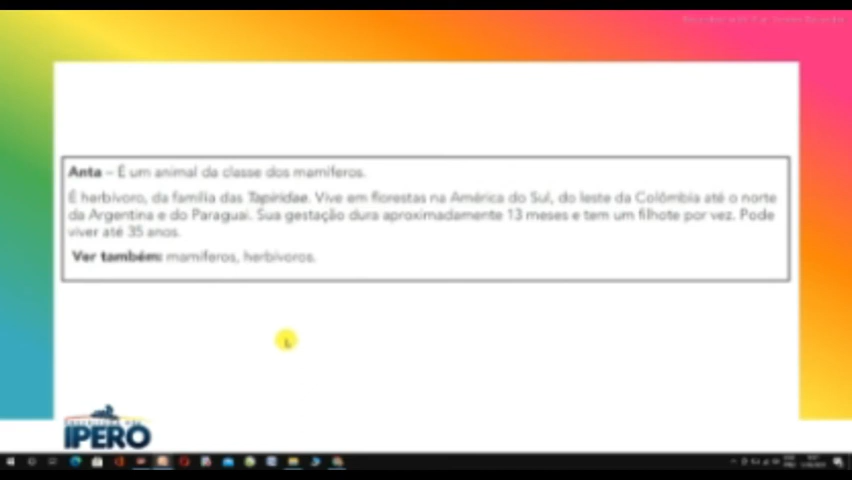 Anta – É um animal da classe dos mamíferos.
É herbívoro, da família das Tapiridae. Vive em florestas na América do Sul, do leste da Colômbia até o norte
da Argentina e do Paraguai. Sua gestação dura aproximadamente 13 meses e tem um filhote por vez. Pode
viver até 35 anos.
Ver também: mamíferos, herbívoros.
IPERÓ